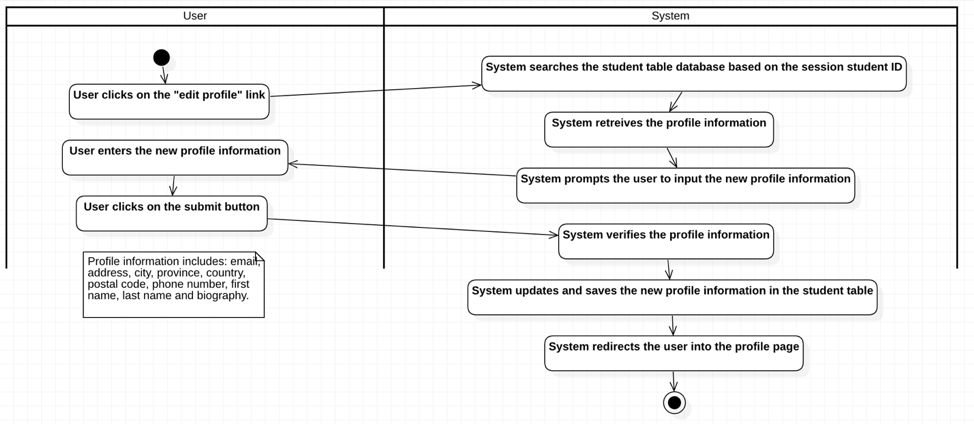 User
System
System searches the student table database based on the session student ID
User clicks on the "edit profile" link
System retreives the profile information
User enters the new profile information
System prompts the user to input the new profile information
User clicks on the submit button
System verifies the profile information
Profile information includes: email,
address, city, province, country,
postal code, phone number, first
name, last name and biography.
System updates and saves the new profile information in the student table
System redirects the user into the profile page